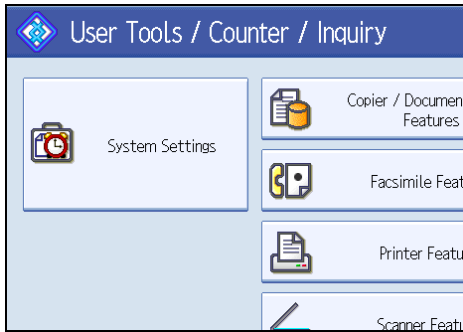 User Tools / Counter / Inquiry
System Settings
Copier / Documen
Features
Facsimile Feat
Printer Featu
Scanner Featu